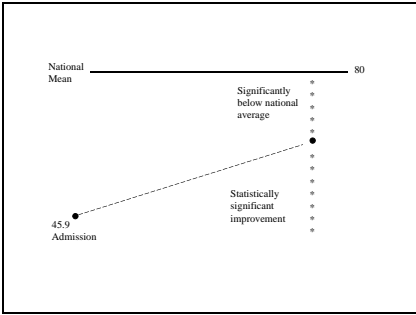 National
Mean
80
Significantly
below national
average
Statistically
significant
improvement
45.9
Admission